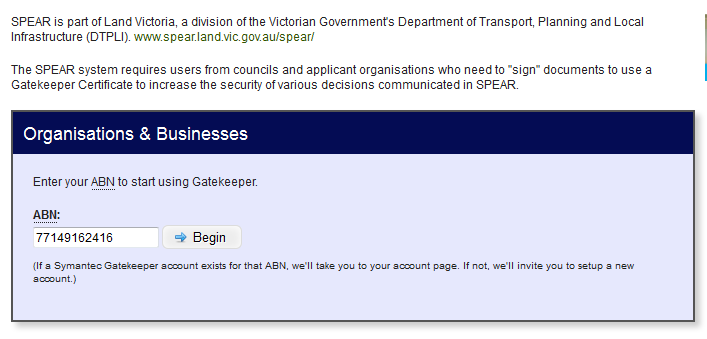 SPEAR is part of Land Victoria, a division of the Victorian Government's Department of Transport, Planning and Local
Infrastructure (DTPLI). www.spear.land.vic.gov.au/spear/
The SPEAR system requires users from councils and applicant organisations who need to "sign" documents to use a
Gatekeeper Certificate to increase the security of various decisions communicated in SPEAR.
Organisations & Businesses
Enter your ABN to start using Gatekeeper.
ABN:
77149162416 Begin
(If a Symantec Gatekeeper account exists for that ABN, we'll take you to your account page. If not, we'll invite you to setup a new
account.)